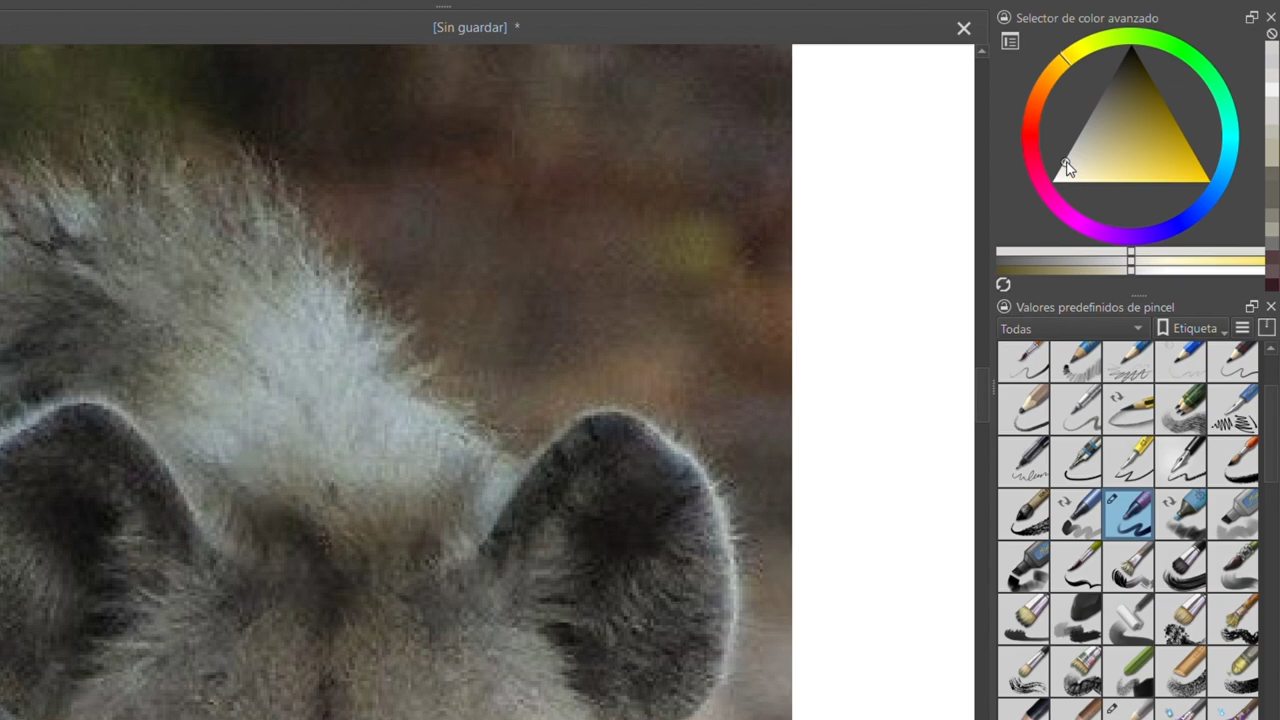 [Sin guardar] *
Selector de color avanzado
Valores predefinidos de pincel
Todas
Etiqueta